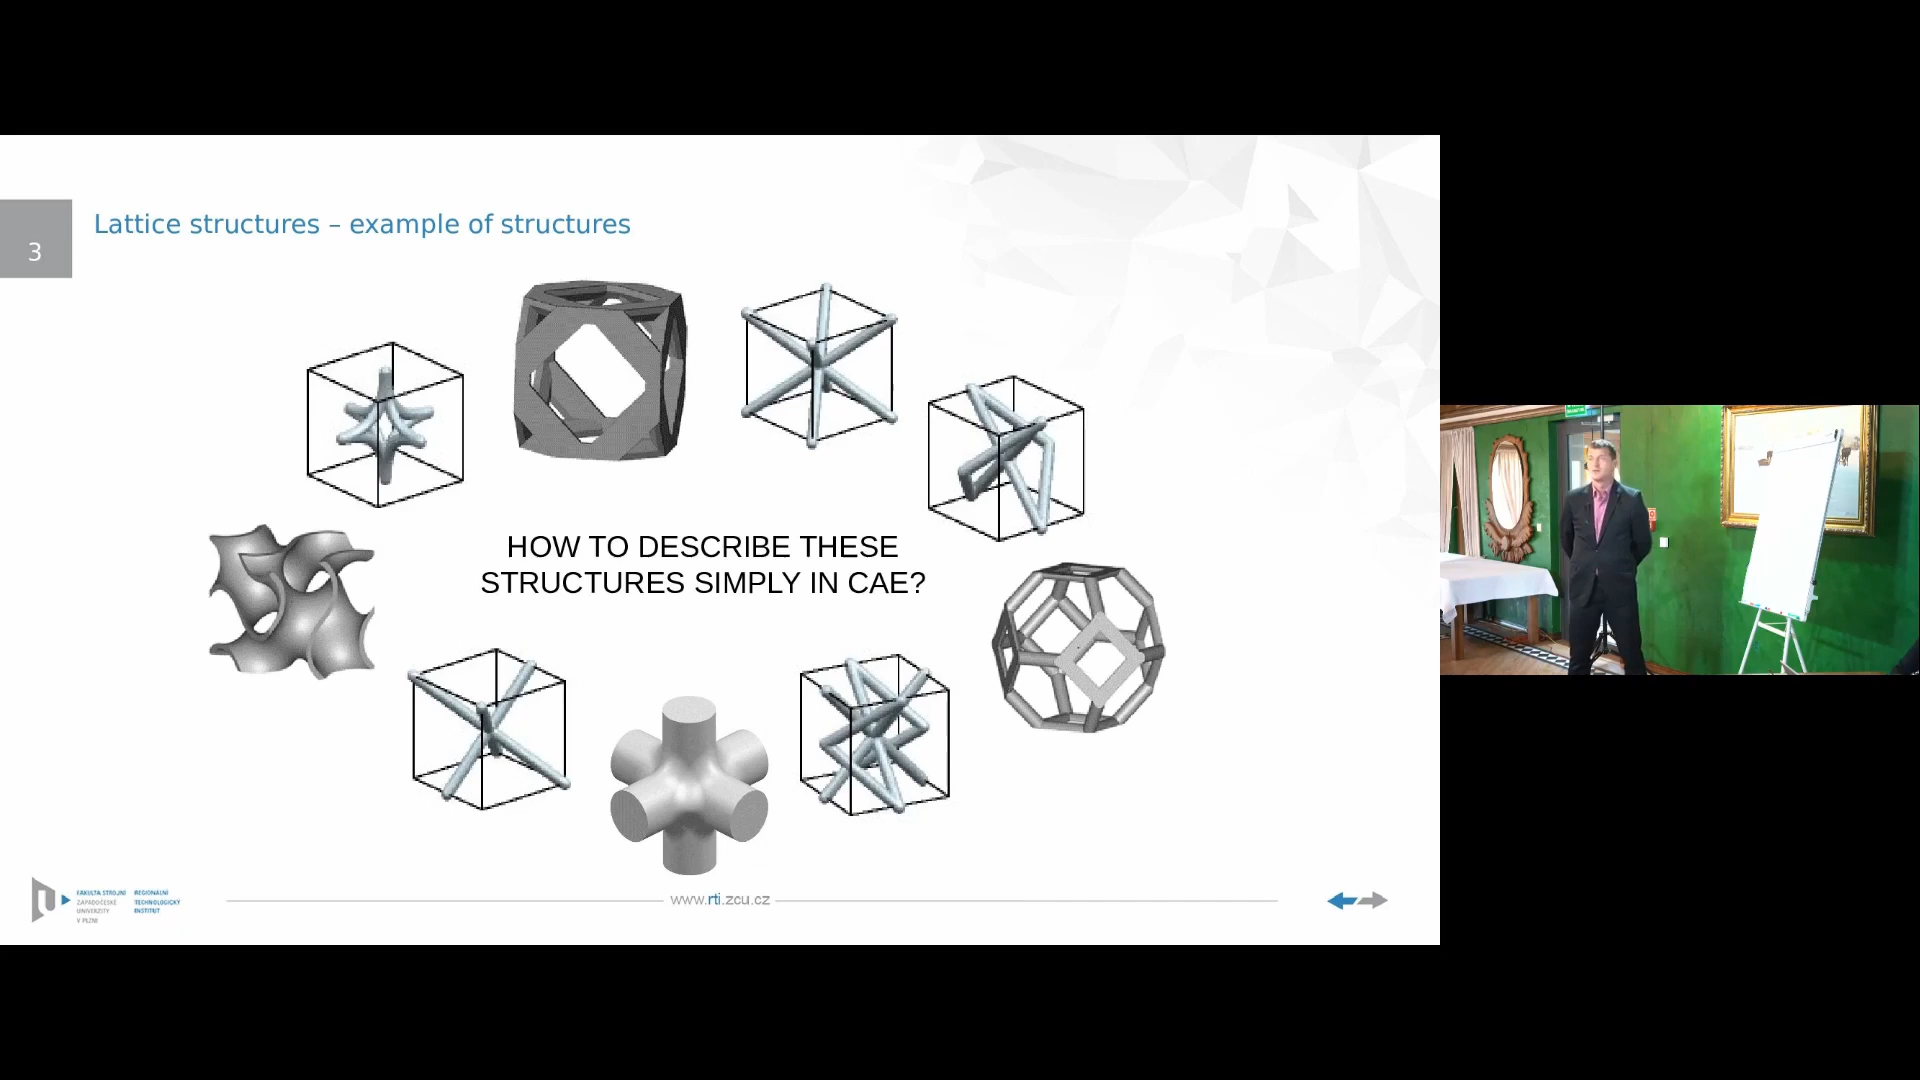 Lattice structures – example of structures
3
HOW TO DESCRIBE THESE
STRUCTURES SIMPLY IN CAE?
FAKULTA STROJNÍ
ZÁPADOČESKÉ
UNIVERZITY
V PLZNI
REGIONÁLNÍ
TECHNOLOGICKÝ
INSTITUT
www.rti.zcu.cz